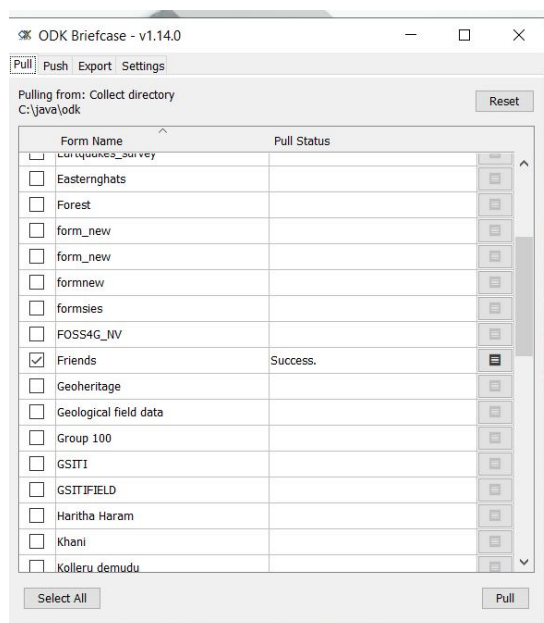 ODK Briefcase - v1.14.0
Pull Push Export Settings
Pulling from: Collect directory
C:\java\odk
Reset
Form Name Pull Status
Easternghats
Forest
form_new
form_new
formnew
formsies
FOSS4G_NV
Friends Success.
Geoheritage
Geological field data
Group 100
GSITI
GSITIFIELD
Haritha Haram
Khani
Kolleru demudu
Select All Pull